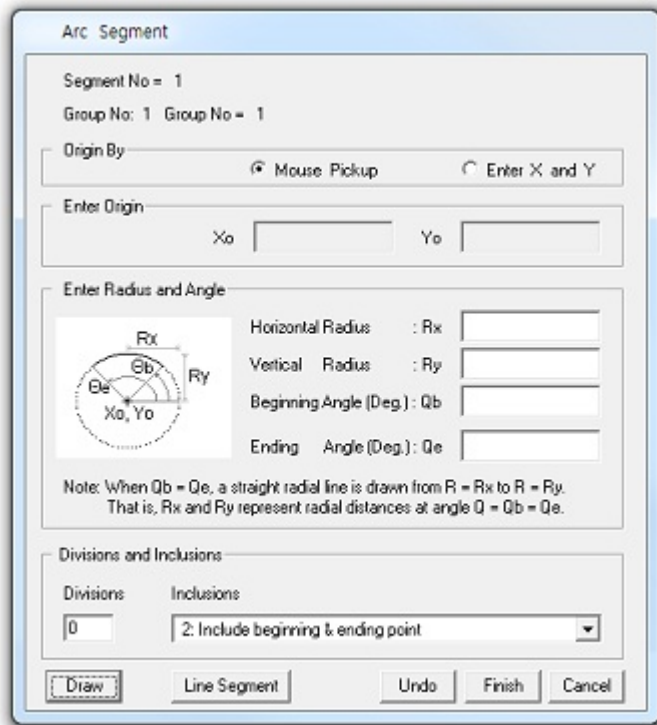 Arc Segment
Segment No = 1
Group No: 1 Group No = 1
Origin By
Mouse Pickup Enter X and Y
Enter Origin
Xo Yo
Enter Radius and Angle
Rx
Θb
Ry
Θe
Xo, Yo
Horizontal Radius : Rx
Vertical Radius : Ry
Beginning Angle (Deg.) : Qb
Ending Angle (Deg.) : Qe
Note: When Qb = Qe, a straight radial line is drawn from R = Rx to R = Ry.
That is, Rx and Ry represent radial distances at angle Q = Qb = Qe.
Divisions and Inclusions
Divisions Inclusions
0 2: Include beginning & ending point
Draw Line Segment Undo Finish Cancel